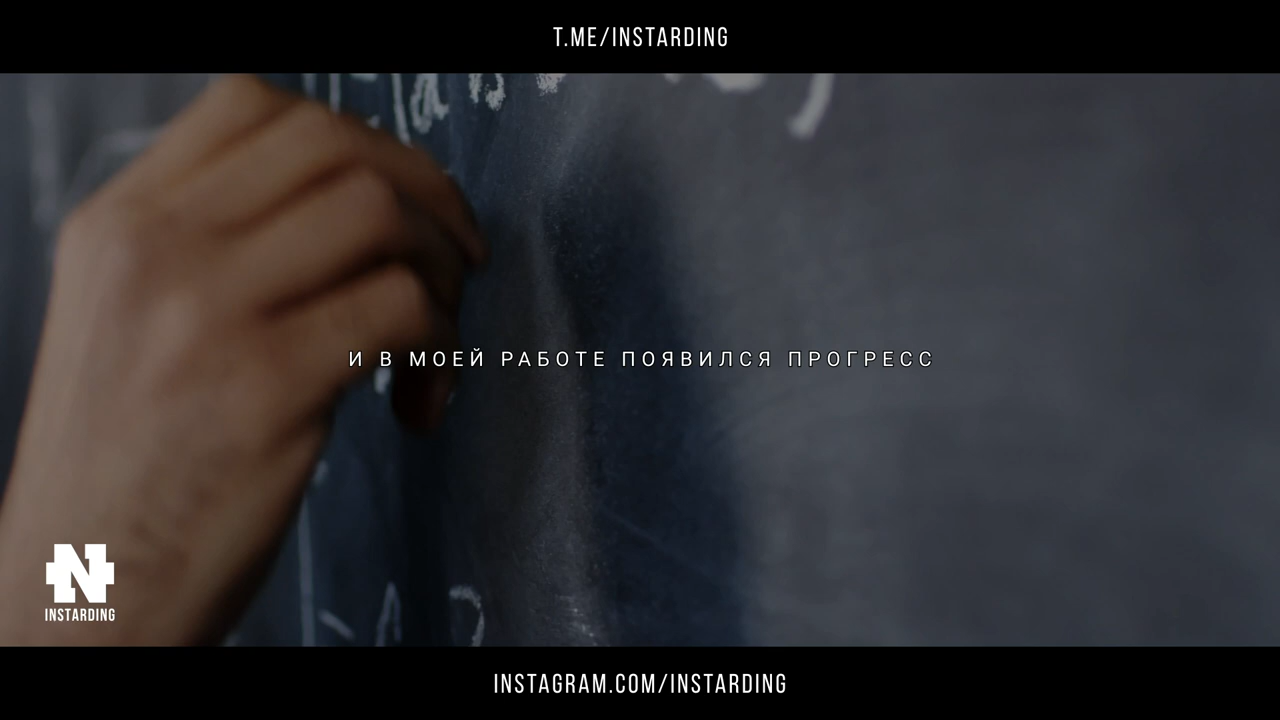 T.ME/INSTARDING
И В МОЕЙ РАБОТЕ ПОЯВИЛСЯ ПРОГРЕСС
N
INSTARDING
INSTAGRAM.COM/INSTARDING